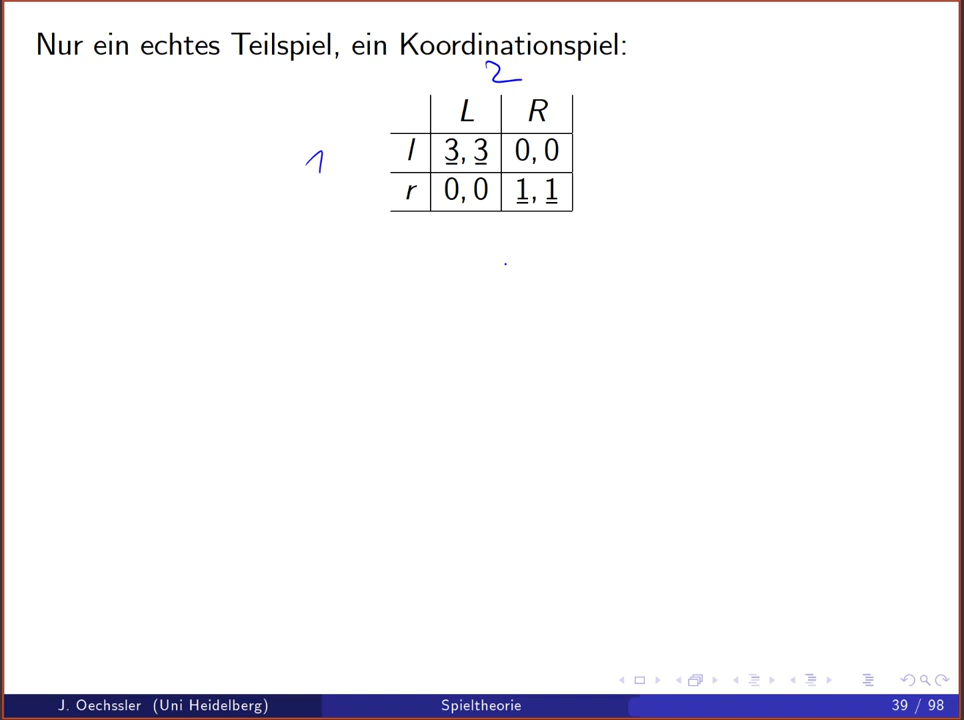 Nur ein echtes Teilspiel, ein Koordinationspiel:
2
L R
1 l 3, 3 0, 0
r 0, 0 1, 1
J. Oechssler (Uni Heidelberg) Spieltheorie 39 / 98